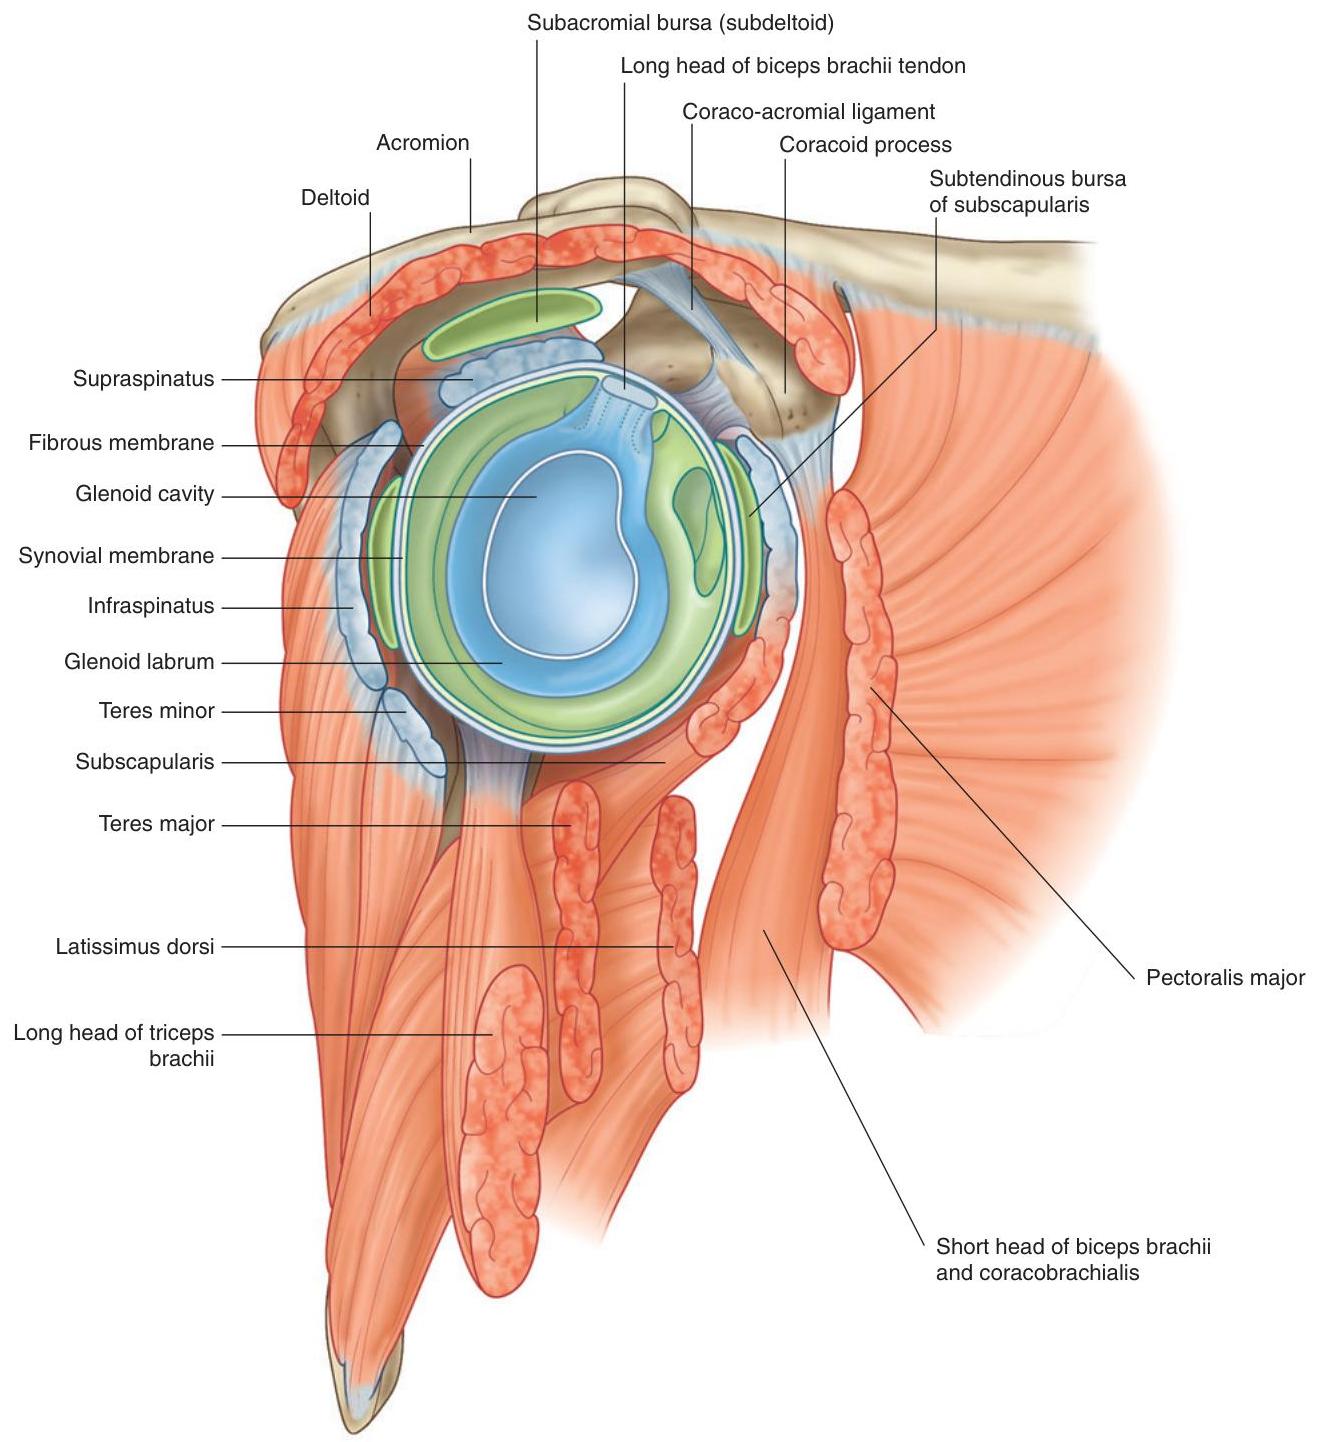 Subacromial bursa (subdeltoid)
Long head of biceps brachii tendon
Coraco-acromial ligament
Acromion
Coracoid process
Subtendinous bursa
of subscapularis
Deltoid
Supraspinatus
Fibrous membrane
Glenoid cavity
Synovial membrane
Infraspinatus
Glenoid labrum
Teres minor
Subscapularis
Teres major
Latissimus dorsi
Pectoralis major
Long head of triceps
brachii
Short head of biceps brachii
and coracobrachialis